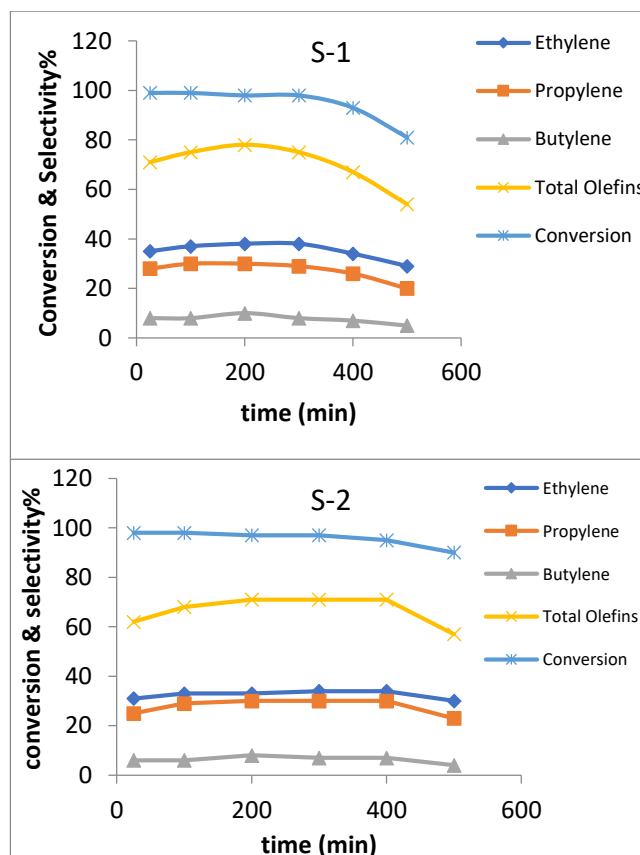 S-1
Conversion & Selectivity%
120
100
80
60
40
20
0
0 200 400 600
time (min)
Ethylene
Propylene
Butylene
Total Olefins
Conversion
S-2
conversion & selectivity%
120
100
80
60
40
20
0
0 200 400 600
time (min)
Ethylene
Propylene
Butylene
Total Olefins
Conversion